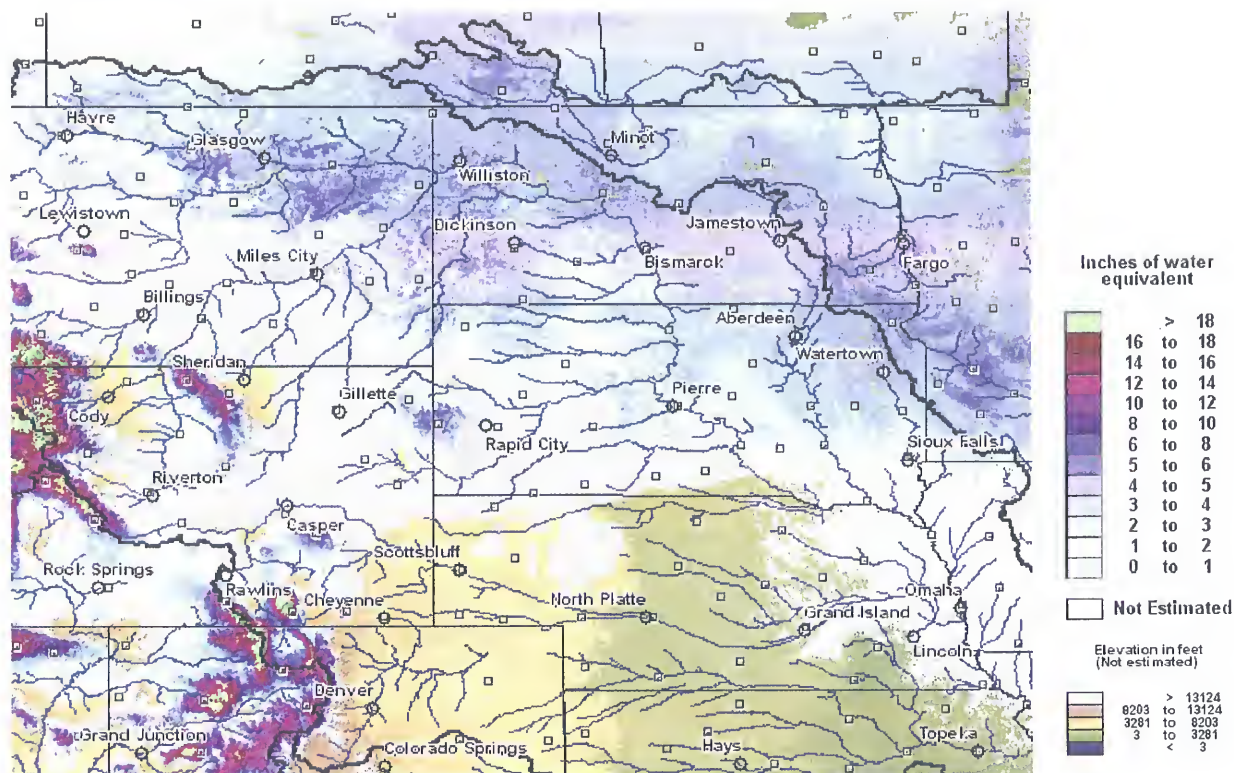 Havre
Glasgow
Minot
Williston
Lewistown
Dickinson
Jamestown
Miles City
Bismarck
Fargo
Billings
Aberdeen
Sheridan
Watertown
Gillette
Pierre
Cody
Rapid City
Sioux Falls
Riverton
Casper
Scottsbluff
Rock Springs
Rawlins
Cheyenne
North Platte
Omaha
Grand Island
Lincoln
Denver
Grand Junction
Colorado Springs
Hays
Topeka
Inches of water
equivalent
> 18
16 to 18
14 to 16
12 to 14
10 to 12
8 to 10
6 to 8
5 to 6
4 to 5
3 to 4
2 to 3
1 to 2
0 to 1
Not Estimated
Elevation in feet
(Not estimated)
> 13124
8203 to 13124
3281 to 8203
3 to 3281
< 3